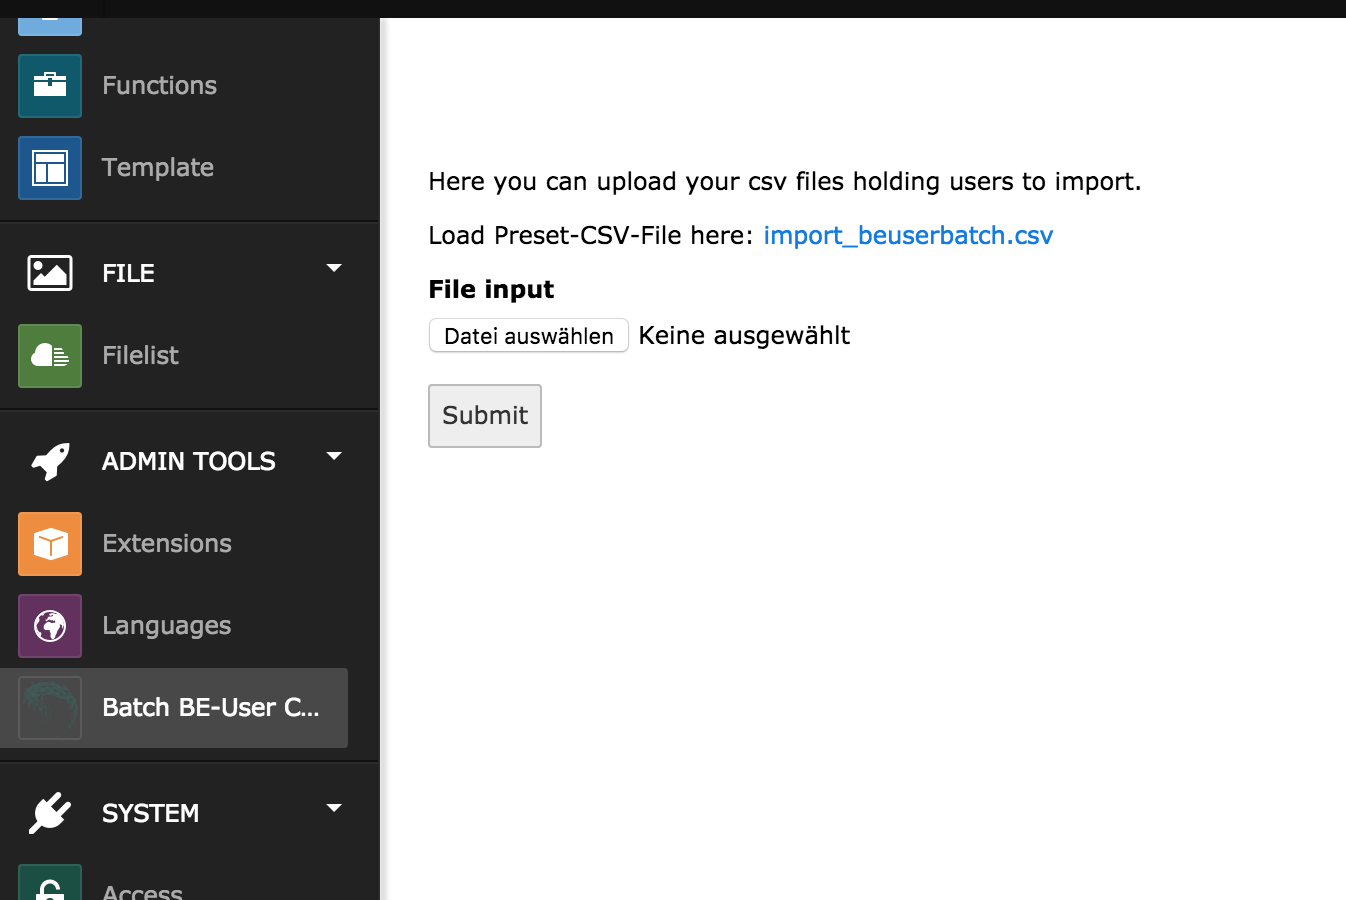 Functions
Template
FILE
Filelist
ADMIN TOOLS
Extensions
Languages
Batch BE-User C...
SYSTEM
Access
Here you can upload your csv files holding users to import.
Load Preset-CSV-File here: import_beuserbatch.csv
File input
Datei auswählen Keine ausgewählt
Submit